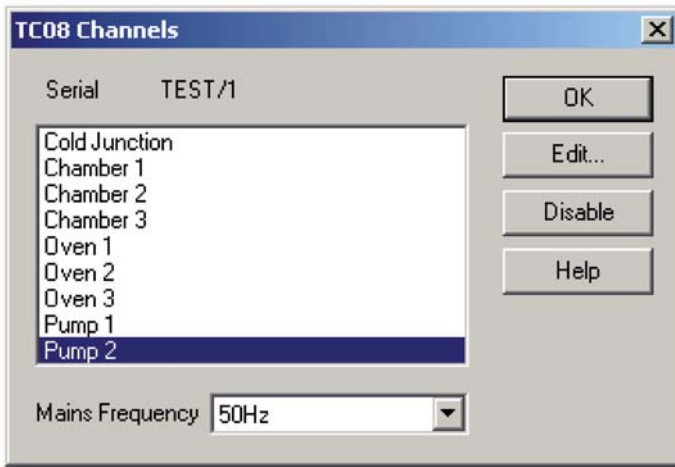 TC08 Channels
Serial TEST/1
OK
Cold Junction
Chamber 1
Chamber 2
Chamber 3
Oven 1
Oven 2
Oven 3
Pump 1
Pump 2
Edit...
Disable
Help
Mains Frequency 50Hz